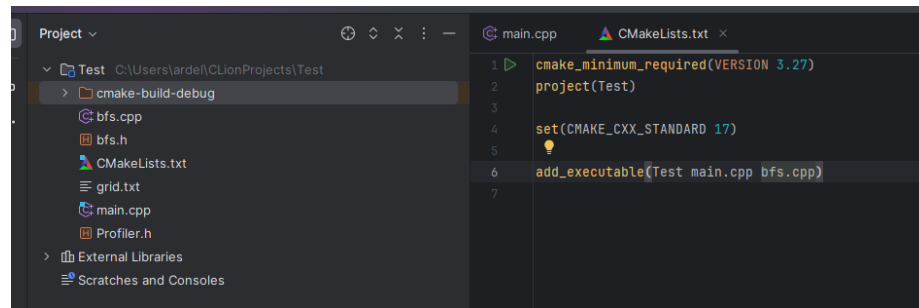 Project
Test C:\Users\ardel\CLionProjects\Test
cmake-build-debug
bfs.cpp
bfs.h
CMakeLists.txt
grid.txt
main.cpp
Profiler.h
External Libraries
Scratches and Consoles
main.cpp
CMakeLists.txt
1 cmake_minimum_required(VERSION 3.27)
2 project(Test)
3
4 set(CMAKE_CXX_STANDARD 17)
5
6 add_executable(Test main.cpp bfs.cpp)
7